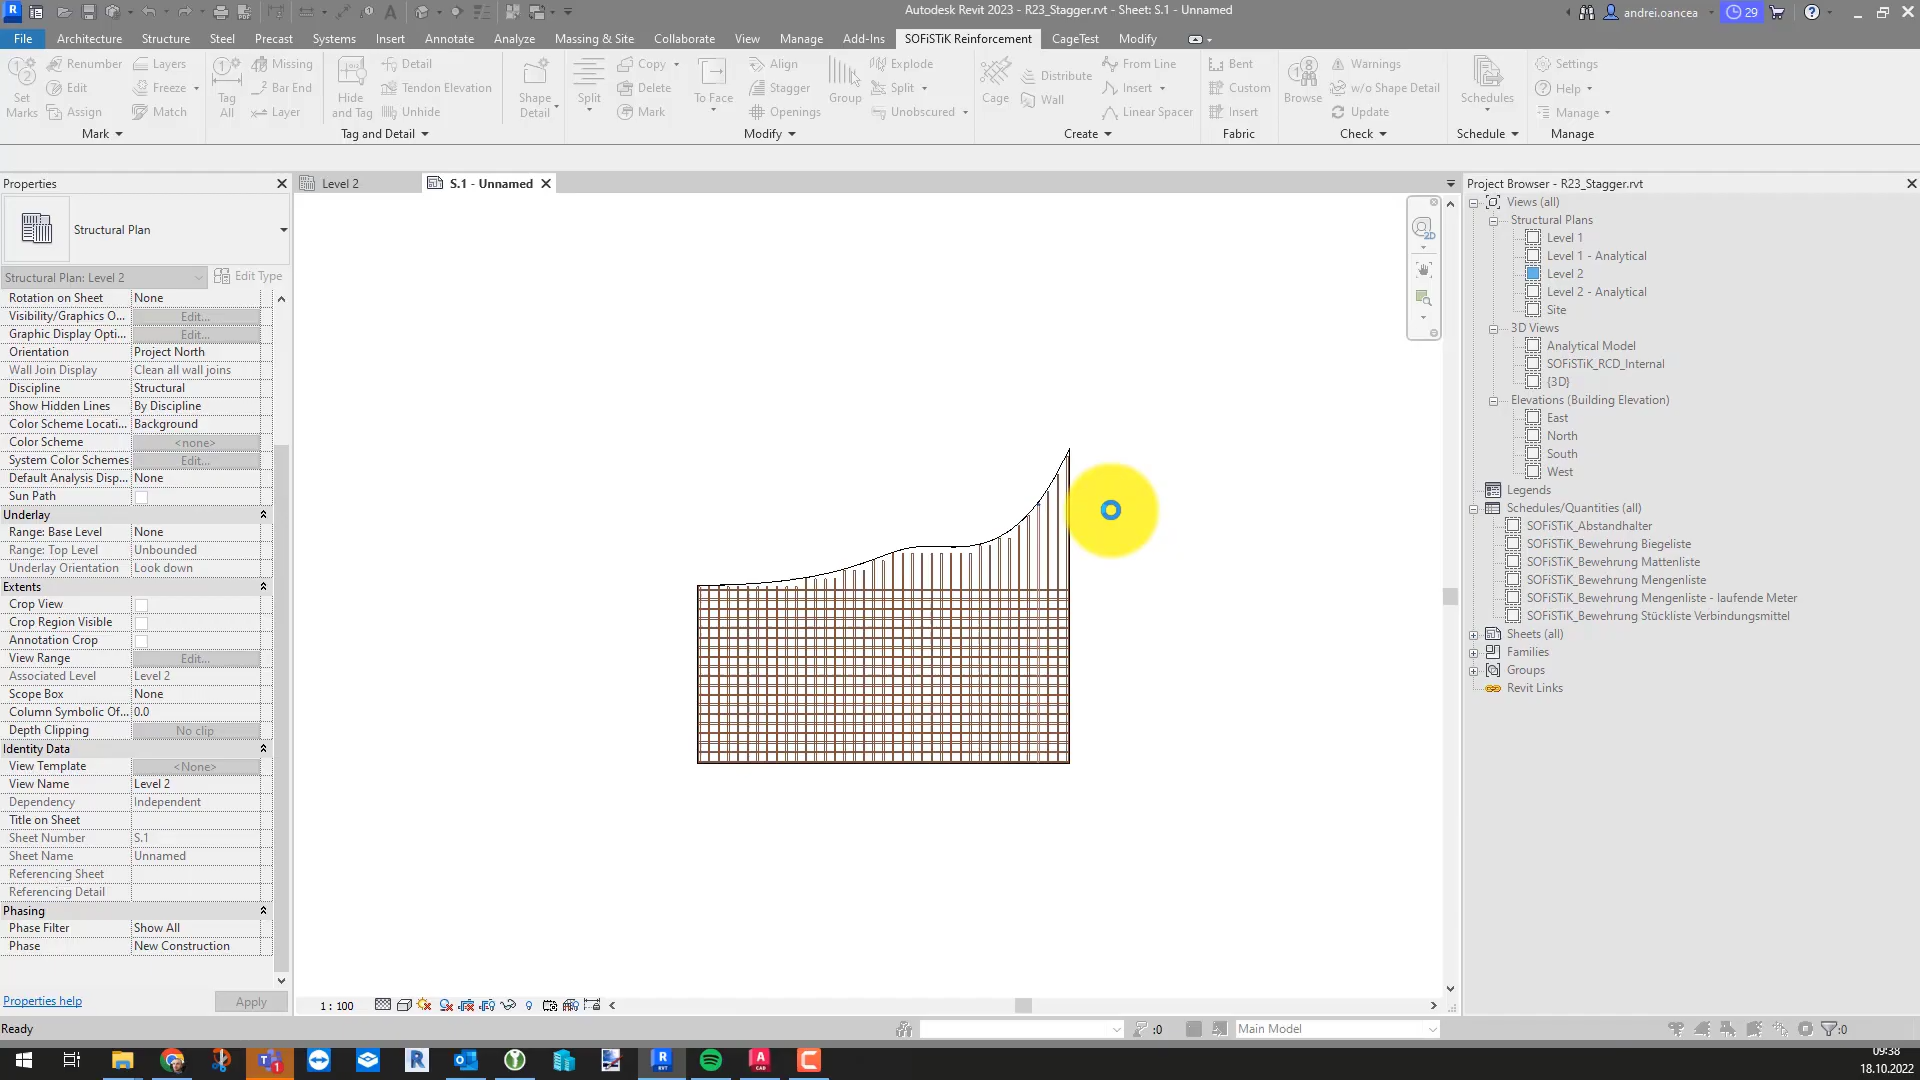 Autodesk Revit 2023 - R23_Stagger.rvt - Sheet: S.1 - Unnamed
andrei.oancea
29
File
Architecture
Structure
Steel
Precast
Systems
Insert
Annotate
Analyze
Massing & Site
Collaborate
View
Manage
Add-Ins
SOFiSTiK Reinforcement
CageTest
Modify
Set Marks
Renumber
Edit
Assign
Layers
Freeze
Match
Mark
Tag All
Missing
Bar End
Layer
Hide and Tag
Detail
Tendon Elevation
Unhide
Tag and Detail
Shape Detail
Split
Copy
Delete
Mark
To Face
Align
Stagger
Openings
Group
Explode
Split
Unobscured
Modify
Cage
Distribute
Wall
From Line
Insert
Linear Spacer
Create
Bent
Custom
Insert
Fabric
Browse
Warnings
w/o Shape Detail
Update
Check
Schedules
Schedule
Settings
Help
Manage
Manage
Properties
Level 2
S.1 - Unnamed
Project Browser - R23_Stagger.rvt
Structural Plan
Structural Plan: Level 2
Edit Type
Rotation on Sheet None
Visibility/Graphics O... Edit...
Graphic Display Opti... Edit...
Orientation Project North
Wall Join Display Clean all wall joins
Discipline Structural
Show Hidden Lines By Discipline
Color Scheme Locati... Background
Color Scheme <none>
System Color Schemes Edit...
Default Analysis Disp... None
Sun Path
Underlay
Range: Base Level None
Range: Top Level Unbounded
Underlay Orientation Look down
Extents
Crop View
Crop Region Visible
Annotation Crop
View Range Edit...
Associated Level Level 2
Scope Box None
Column Symbolic Of... 0.0
Depth Clipping No clip
Identity Data
View Template <None>
View Name Level 2
Dependency Independent
Title on Sheet
Sheet Number S.1
Sheet Name Unnamed
Referencing Sheet
Referencing Detail
Phasing
Phase Filter Show All
Phase New Construction
Properties help
Apply
2D
Views (all)
Structural Plans
Level 1
Level 1 - Analytical
Level 2
Level 2 - Analytical
Site
3D Views
Analytical Model
SOFiSTiK_RCD_Internal
{3D}
Elevations (Building Elevation)
East
North
South
West
Legends
Schedules/Quantities (all)
SOFiSTiK_Abstandhalter
SOFiSTiK_Bewehrung Biegeliste
SOFiSTiK_Bewehrung Mattenliste
SOFiSTiK_Bewehrung Mengenliste
SOFiSTiK_Bewehrung Mengenliste - laufende Meter
SOFiSTiK_Bewehrung Stückliste Verbindungsmittel
Sheets (all)
Families
Groups
Revit Links
1 : 100
Ready
:0
Main Model
:0
09:38
18.10.2022